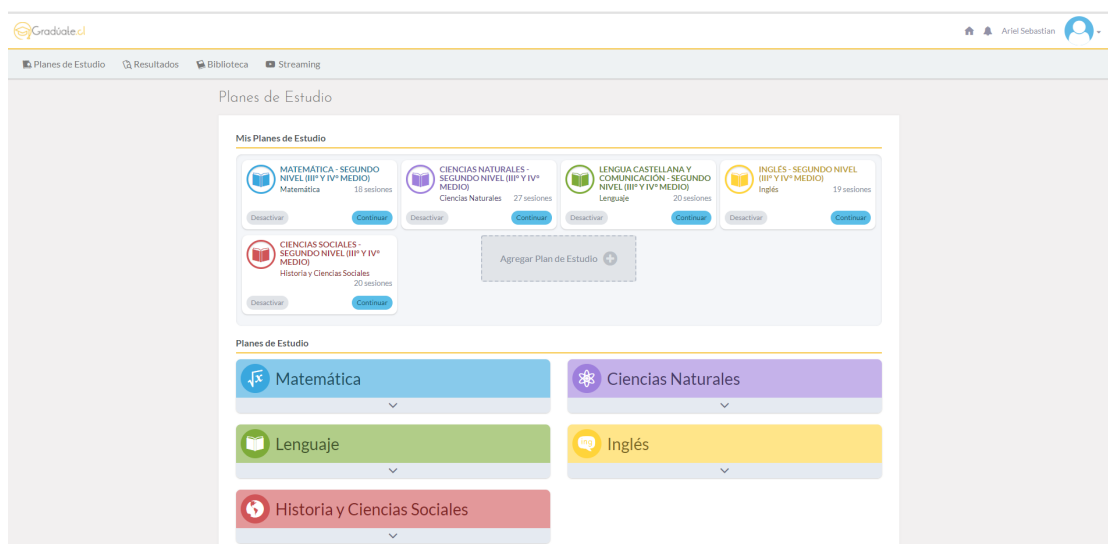 Gradúale.cl
Ariel Sebastian
Planes de Estudio Resultados Biblioteca Streaming
Planes de Estudio
Mis Planes de Estudio
MATEMÁTICA - SEGUNDO
NIVEL (IIIº Y IVº MEDIO)
Matemática 18 sesiones
Desactivar Continuar
CIENCIAS NATURALES -
SEGUNDO NIVEL (IIIº Y IVº
MEDIO)
Ciencias Naturales 27 sesiones
Desactivar Continuar
LENGUA CASTELLANA Y
COMUNICACIÓN - SEGUNDO
NIVEL (IIIº Y IVº MEDIO)
Lenguaje 20 sesiones
Desactivar Continuar
INGLÉS - SEGUNDO NIVEL
(IIIº Y IVº MEDIO)
Inglés 19 sesiones
Desactivar Continuar
CIENCIAS SOCIALES -
SEGUNDO NIVEL (IIIº Y IVº
MEDIO)
Historia y Ciencias Sociales
20 sesiones
Desactivar Continuar
Agregar Plan de Estudio
Planes de Estudio
Matemática
Ciencias Naturales
Lenguaje
ing
Inglés
Historia y Ciencias Sociales